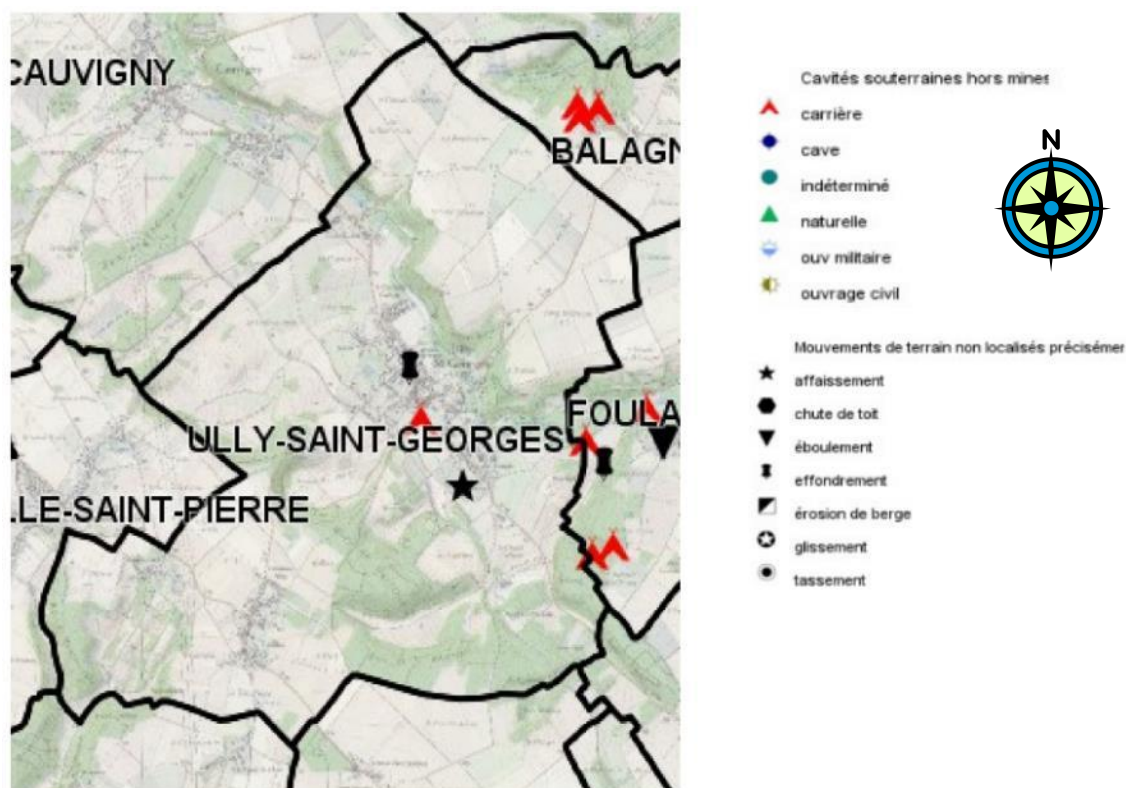 CAUVIGNY
BALAGN
FOULA
ULLY-SAINT-GEORGES
LLE-SAINT-PIERRE
Cavités souterraines hors mines
carrière
cave
indéterminé
naturelle
ouv militaire
ouvrage civil
N
Mouvements de terrain non localisés précisémer
affaissement
chute de toit
éboulement
effondrement
érosion de berge
glissement
tassement